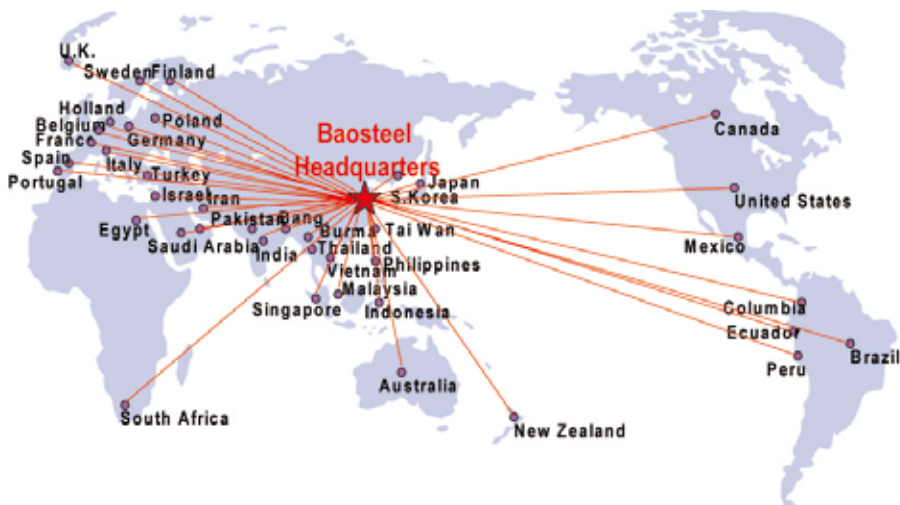 U.K.
Sweden
Finland
Holland
Belgium
Poland
France
Germany
Spain
Italy
Turkey
Portugal
Baosteel
Headquarters
Canada
Japan
S.Korea
United States
Israel
Iran
Egypt
Pakistan
Bang
Saudi Arabia
India
Burma
Tai Wan
Mexico
Thailand
Vietnam
Philippines
Malaysia
Singapore
Indonesia
Columbia
Ecuador
Brazil
Peru
Australia
South Africa
New Zealand